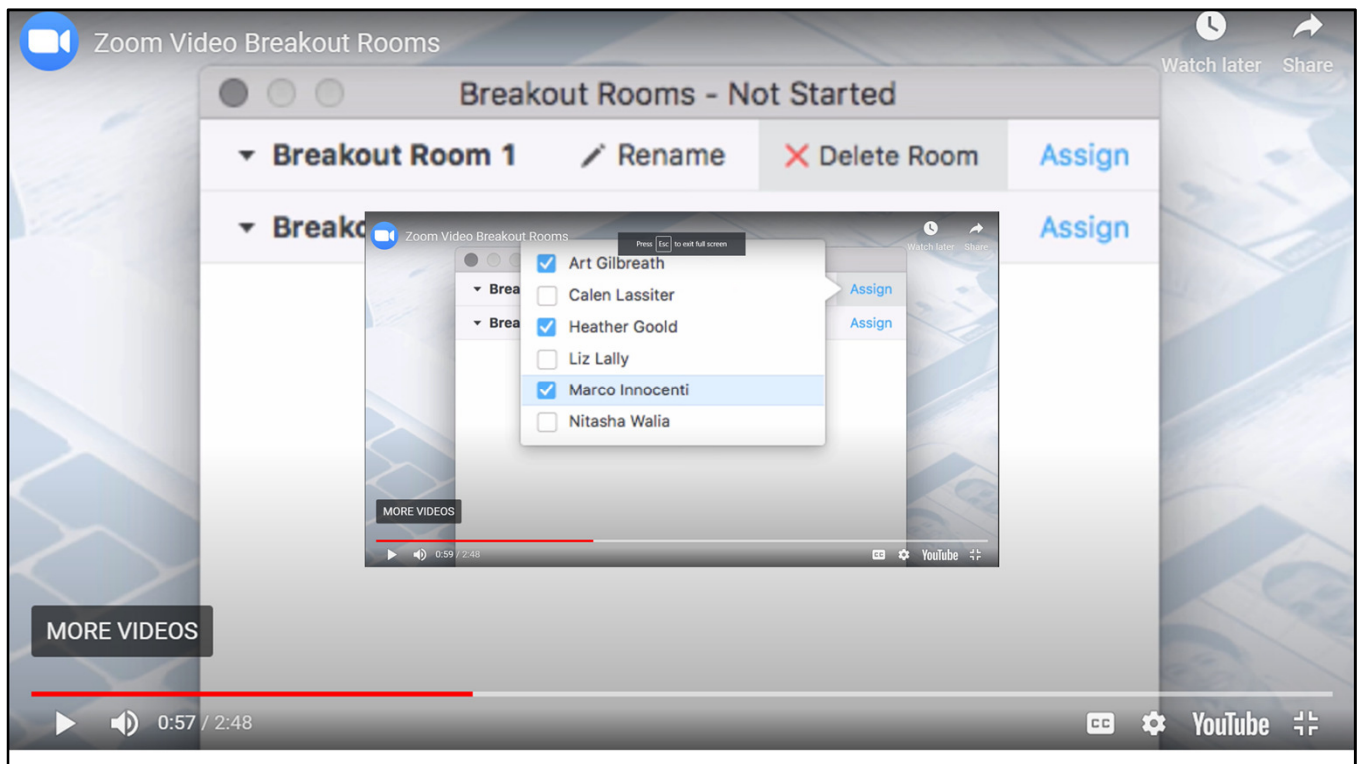 Zoom Video Breakout Rooms
Watch later Share
Breakout Rooms - Not Started
Breakout Room 1 Rename Delete Room Assign
Breako Assign
Zoom Video Breakout Rooms
Press Esc to exit full screen
Watch later Share
Art Gilbreath
Brea Assign
Calen Lassiter
Brea Assign
Heather Goold
Liz Lally
Marco Innocenti
Nitasha Walia
MORE VIDEOS
0:59 / 2:48 CC YouTube
MORE VIDEOS
0:57 / 2:48 CC YouTube